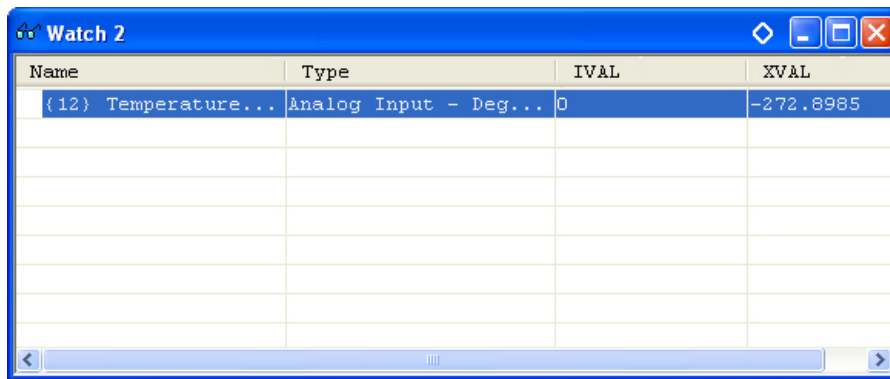 Watch 2
Name Type IVAL XVAL
{12} Temperature... Analog Input - Deg... 0 -272.8985